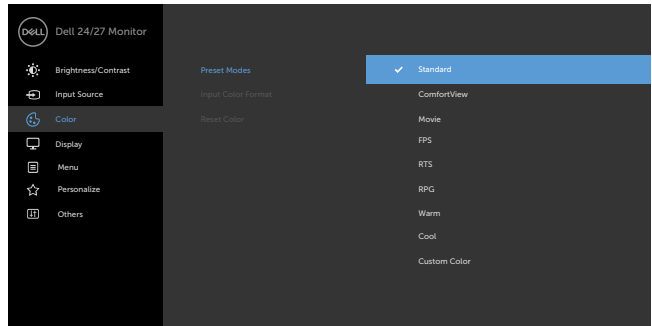 DELL Dell 24/27 Monitor
Brightness/Contrast Preset Modes Standard
Input Source Input Color Format ComfortView
Color Reset Color Movie
Display FPS
Menu RTS
Personalize RPG
Others Warm
Cool
Custom Color